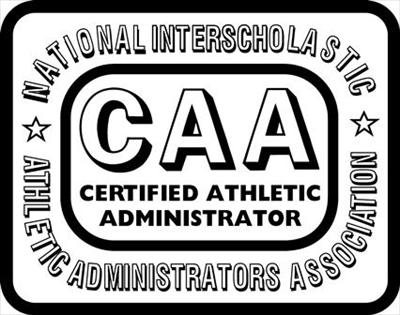 NATIONAL INTERSCHOLASTIC
CAA
CERTIFIED ATHLETIC
ADMINISTRATOR
ATHLETIC ADMINISTRATORS ASSOCIATION